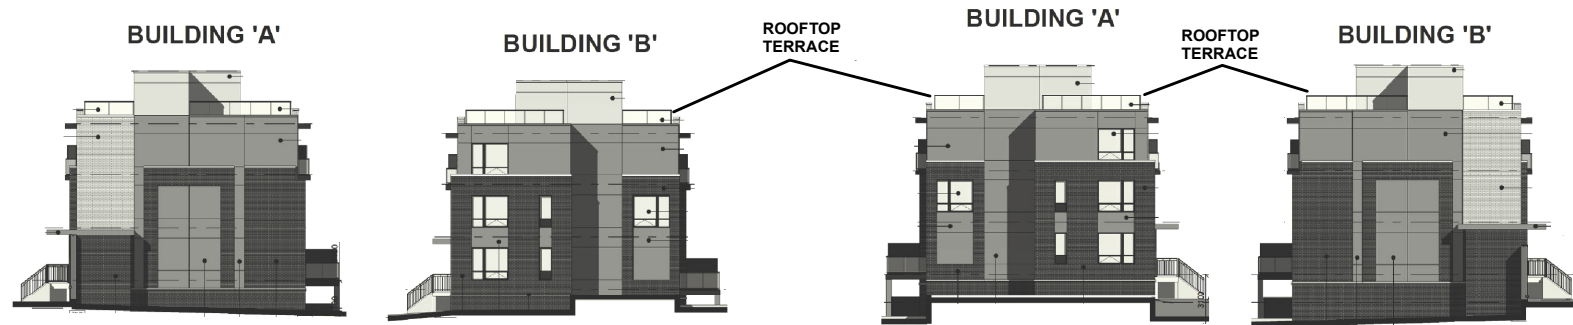 BUILDING 'A'
BUILDING 'B'
ROOFTOP
TERRACE
BUILDING 'A'
ROOFTOP
TERRACE
BUILDING 'B'